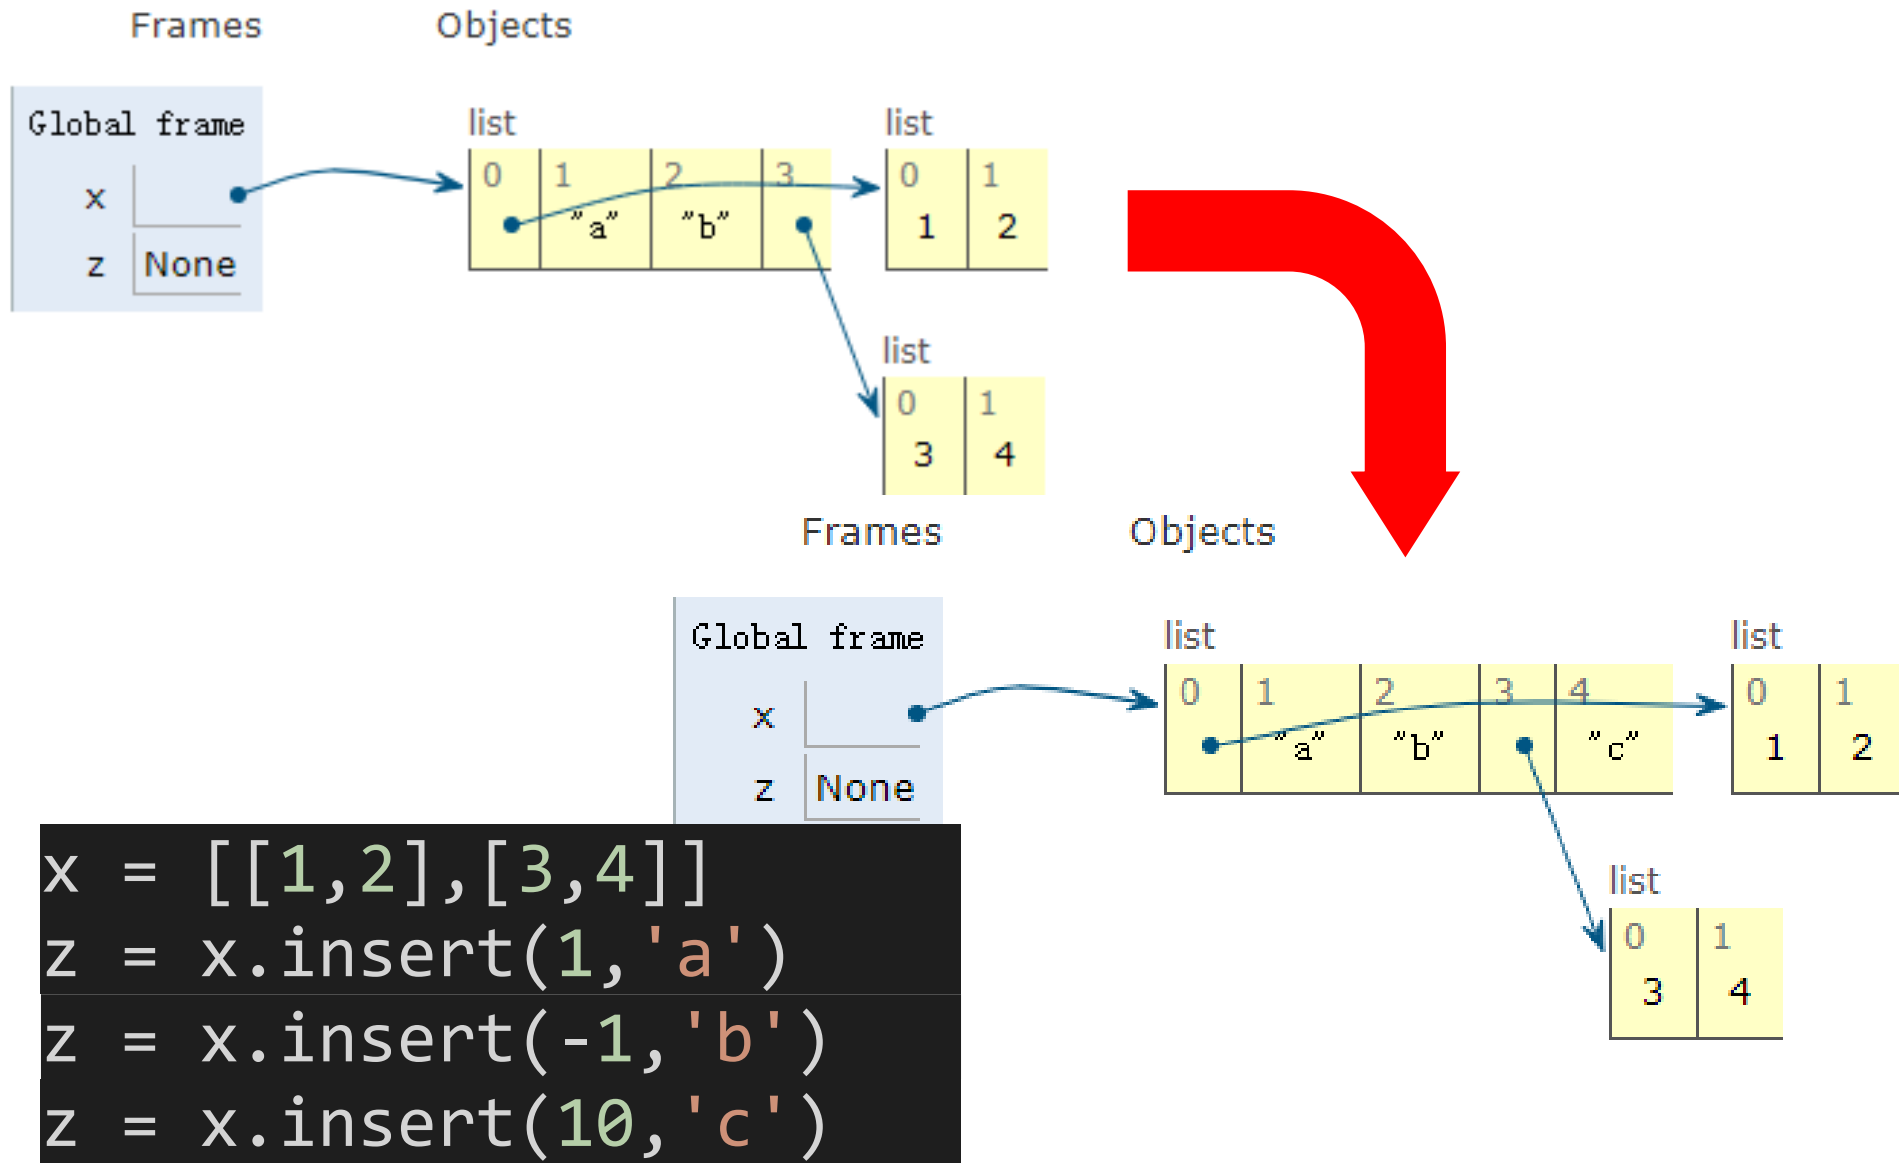 Frames Objects
Global frame
x
z None
list
0 1 2 3
"a" "b"
list
0 1
1 2
list
0 1
3 4
Frames Objects
Global frame
x
z None
list
0 1 2 3 4
"a" "b" "c"
list
0 1
1 2
list
0 1
3 4
x = [[1,2],[3,4]]
z = x.insert(1,'a')
z = x.insert(-1,'b')
z = x.insert(10,'c')